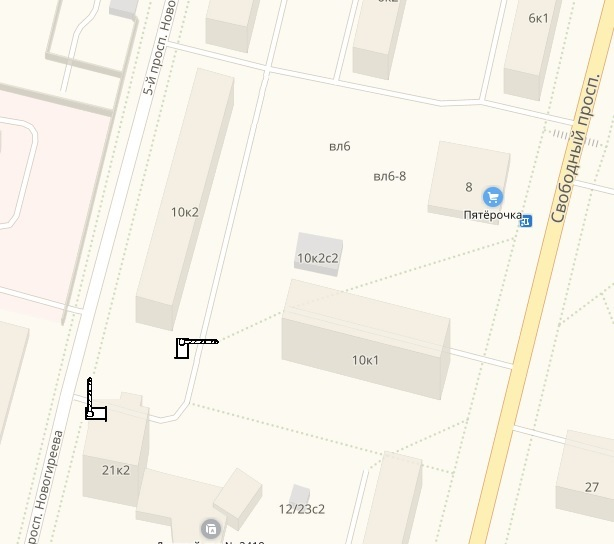 6к1
5-й просп. Ново
Свободный просп.
вл6
вл6-8
8
10к2
Пятёрочка
10к2с2
10к1
просп. Новогиреева
21к2
27
12/23с2